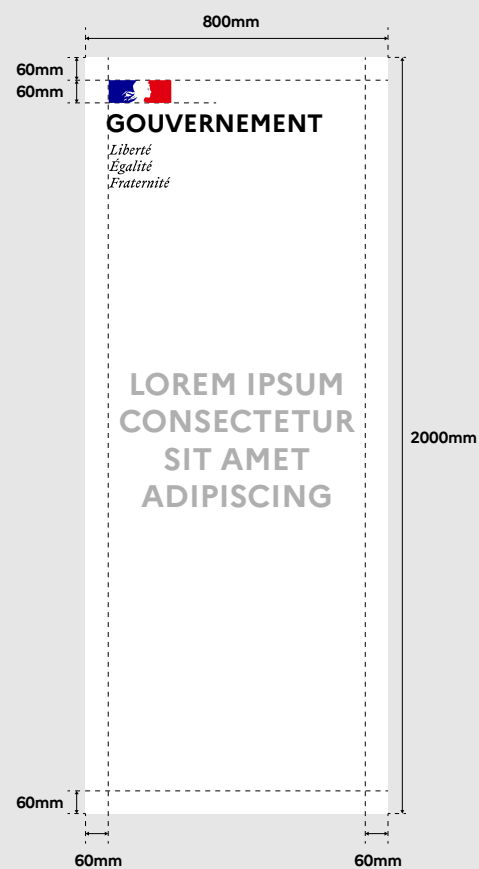 800mm
60mm
60mm
GOUVERNEMENT
Liberté
Égalité
Fraternité
LOREM IPSUM
CONSECTETUR
SIT AMET
ADIPISCING
2000mm
60mm
60mm
60mm